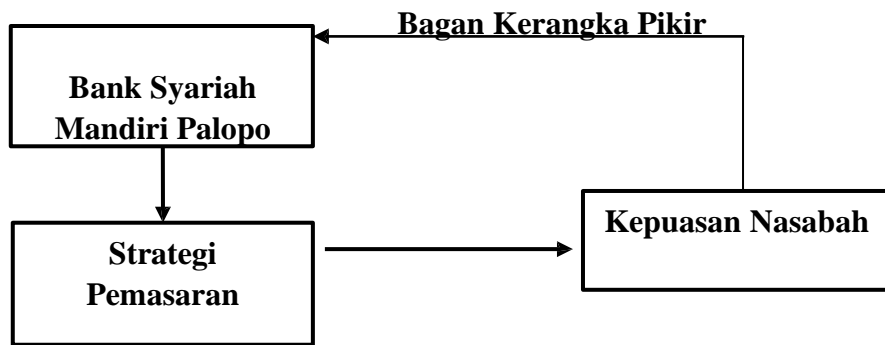 Bagan Kerangka Pikir
Bank Syariah
Mandiri Palopo
Kepuasan Nasabah
Strategi
Pemasaran